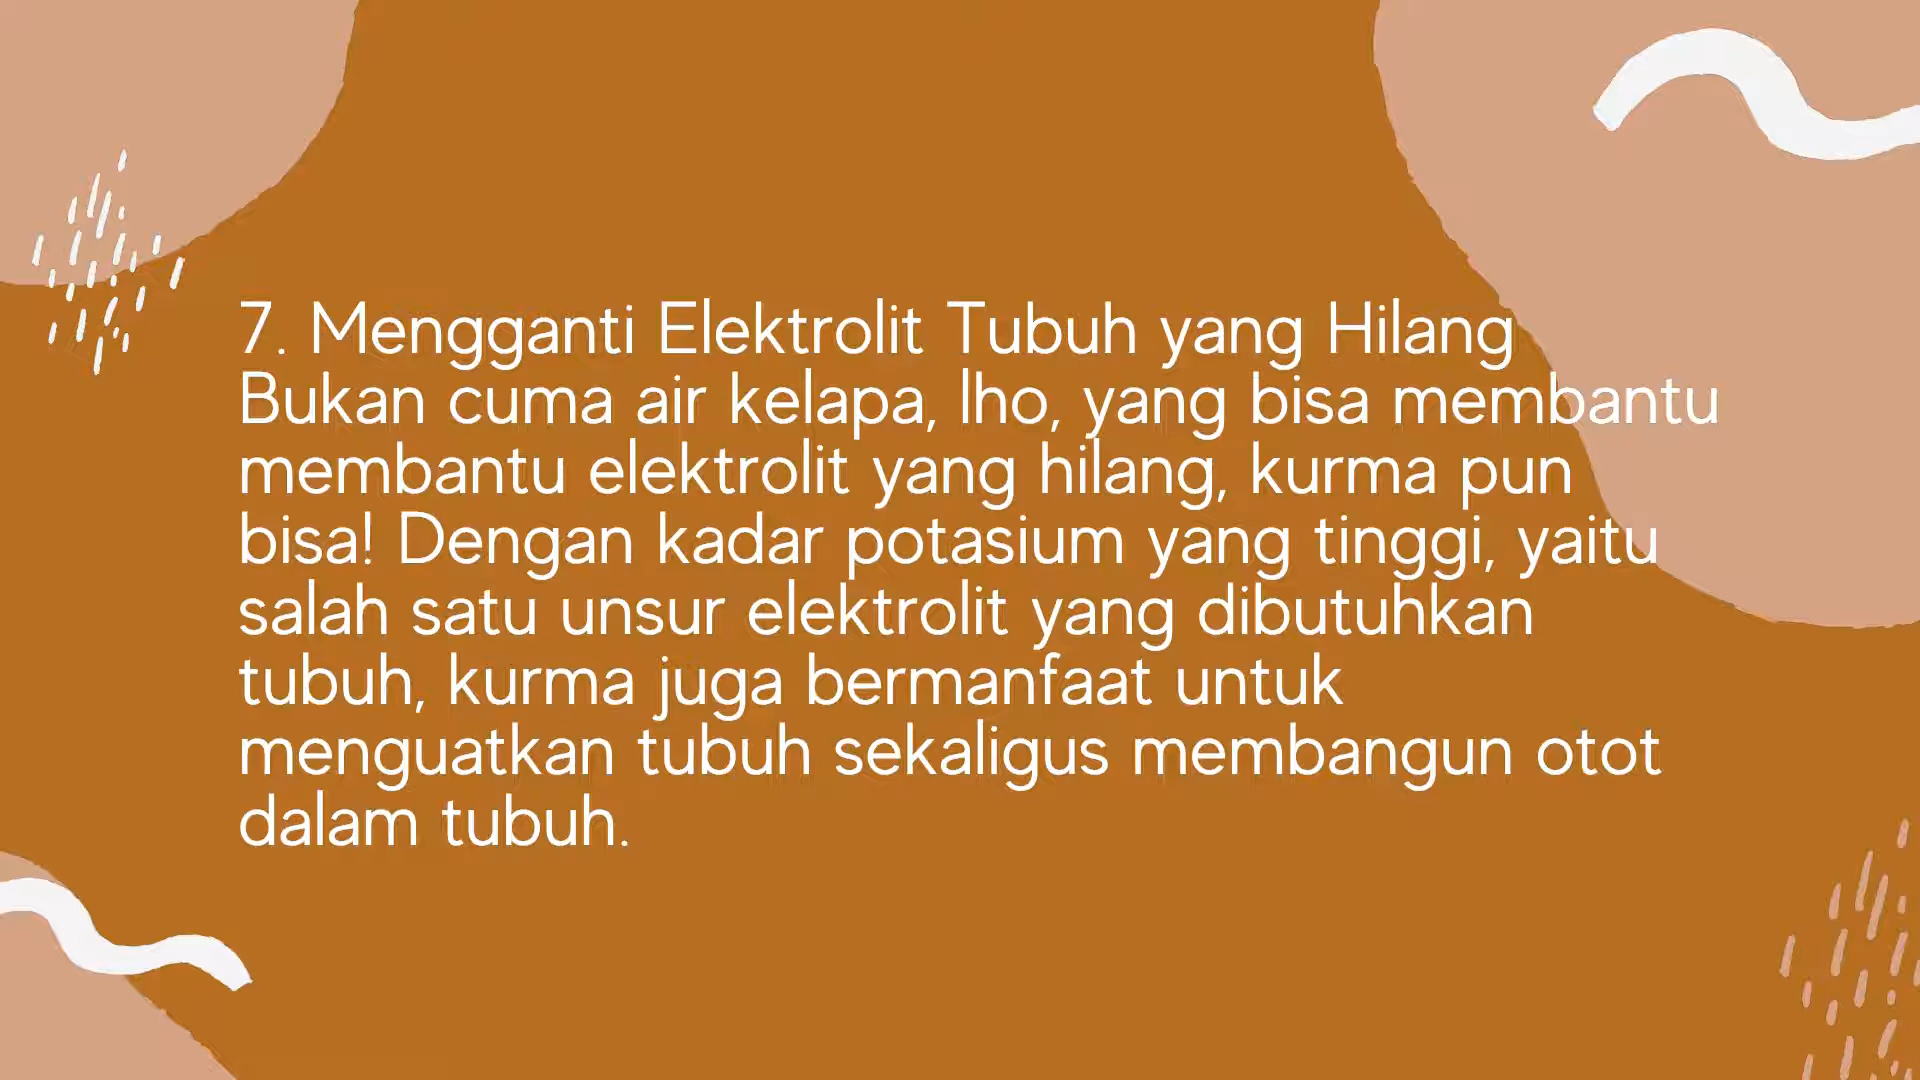 7. Mengganti Elektrolit Tubuh yang Hilang
Bukan cuma air kelapa, lho, yang bisa membantu
membantu elektrolit yang hilang, kurma pun
bisa! Dengan kadar potasium yang tinggi, yaitu
salah satu unsur elektrolit yang dibutuhkan
tubuh, kurma juga bermanfaat untuk
menguatkan tubuh sekaligus membangun otot
dalam tubuh.